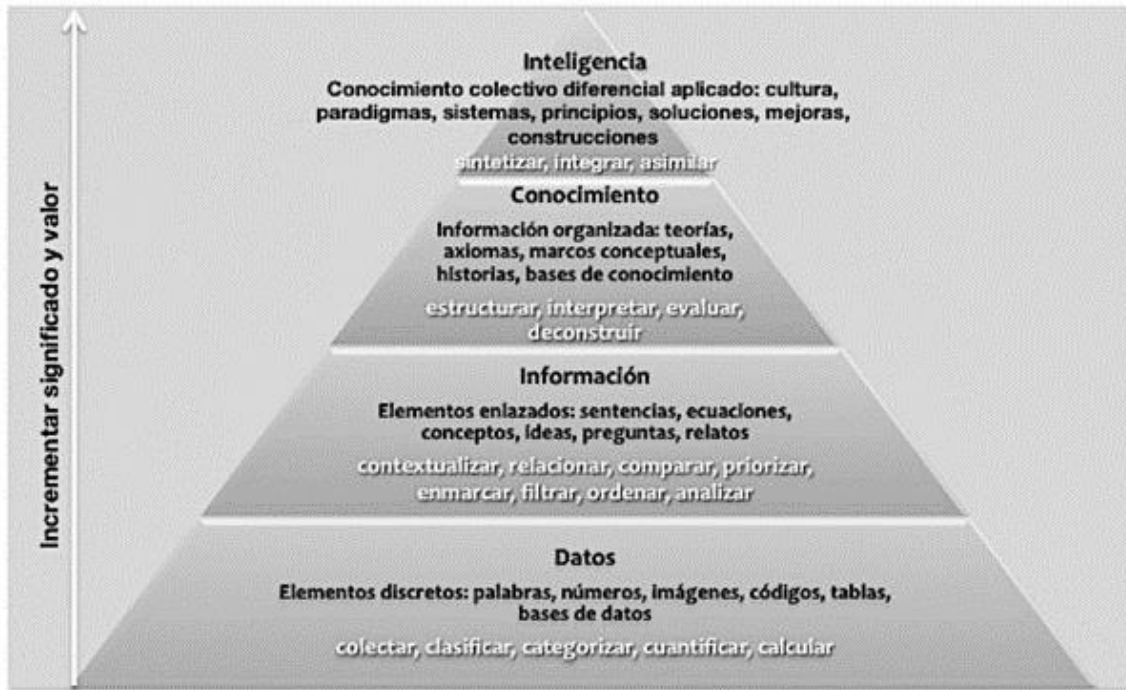 Incrementar significado y valor
Inteligencia
Conocimiento colectivo diferencial aplicado: cultura,
paradigmas, sistemas, principios, soluciones, mejoras,
construcciones
sintetizar, integrar, asimilar
Conocimiento
Información organizada: teorías,
axiomas, marcos conceptuales,
historias, bases de conocimiento
estructurar, interpretar, evaluar,
deconstruir
Información
Elementos enlazados: sentencias, ecuaciones,
conceptos, ideas, preguntas, relatos
contextualizar, relacionar, comparar, priorizar,
enmarcar, filtrar, ordenar, analizar
Datos
Elementos discretos: palabras, números, imágenes, códigos, tablas,
bases de datos
colectar, clasificar, categorizar, cuantificar, calcular